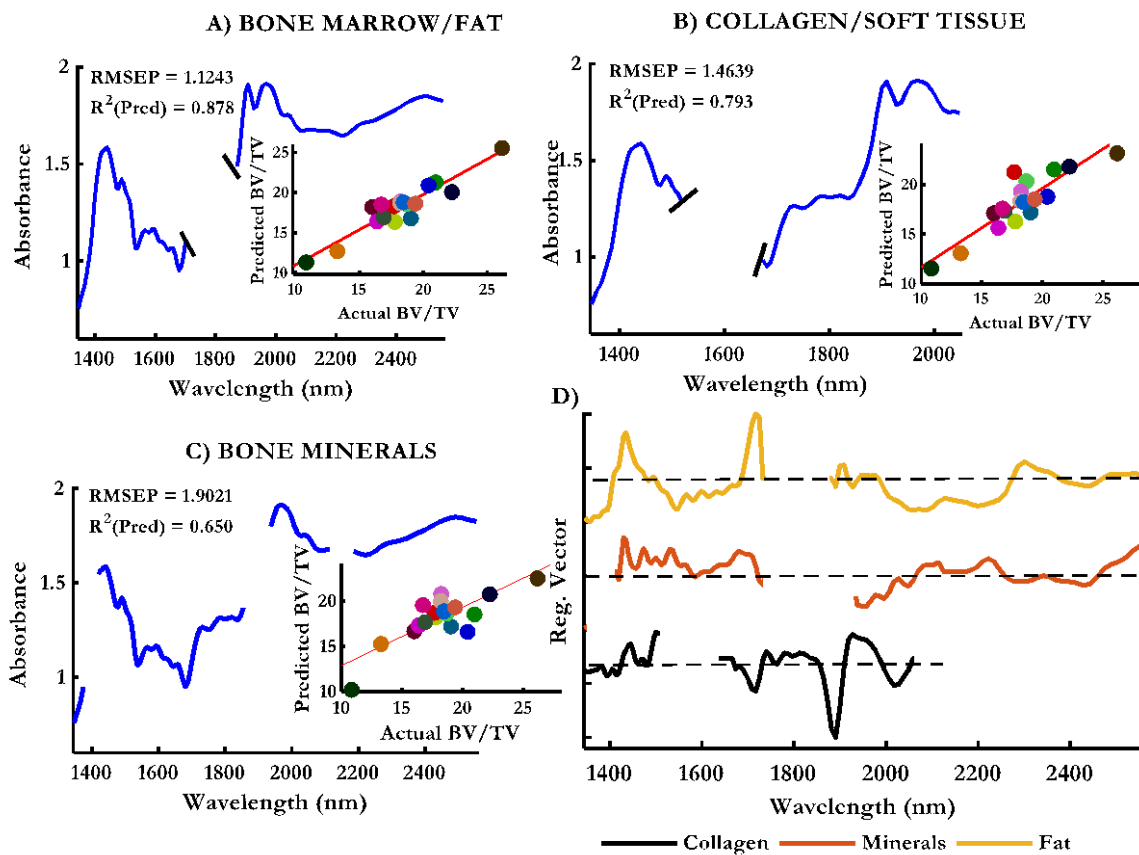 A) BONE MARROW/FAT
RMSEP = 1.1243
R²(Pred) = 0.878
Absorbance
2
1.5
1
1400 1600 1800 2000 2200 2400
Wavelength (nm)
Predicted BV/TV
25
20
15
10
10 15 20 25
Actual BV/TV
B) COLLAGEN/SOFT TISSUE
RMSEP = 1.4639
R²(Pred) = 0.793
Absorbance
2
1.5
1
1400 1600 1800 2000
Wavelength (nm)
Predicted BV/TV
25
20
15
10
10 15 20 25
Actual BV/TV
C) BONE MINERALS
RMSEP = 1.9021
R²(Pred) = 0.650
Absorbance
2
1.5
1
1400 1600 1800 2000 2200 2400
Wavelength (nm)
Predicted BV/TV
25
20
15
10
10 15 20 25
Actual BV/TV
D)
Reg. Vector
1400 1600 1800 2000 2200 2400
Wavelength (nm)
Collagen Minerals Fat